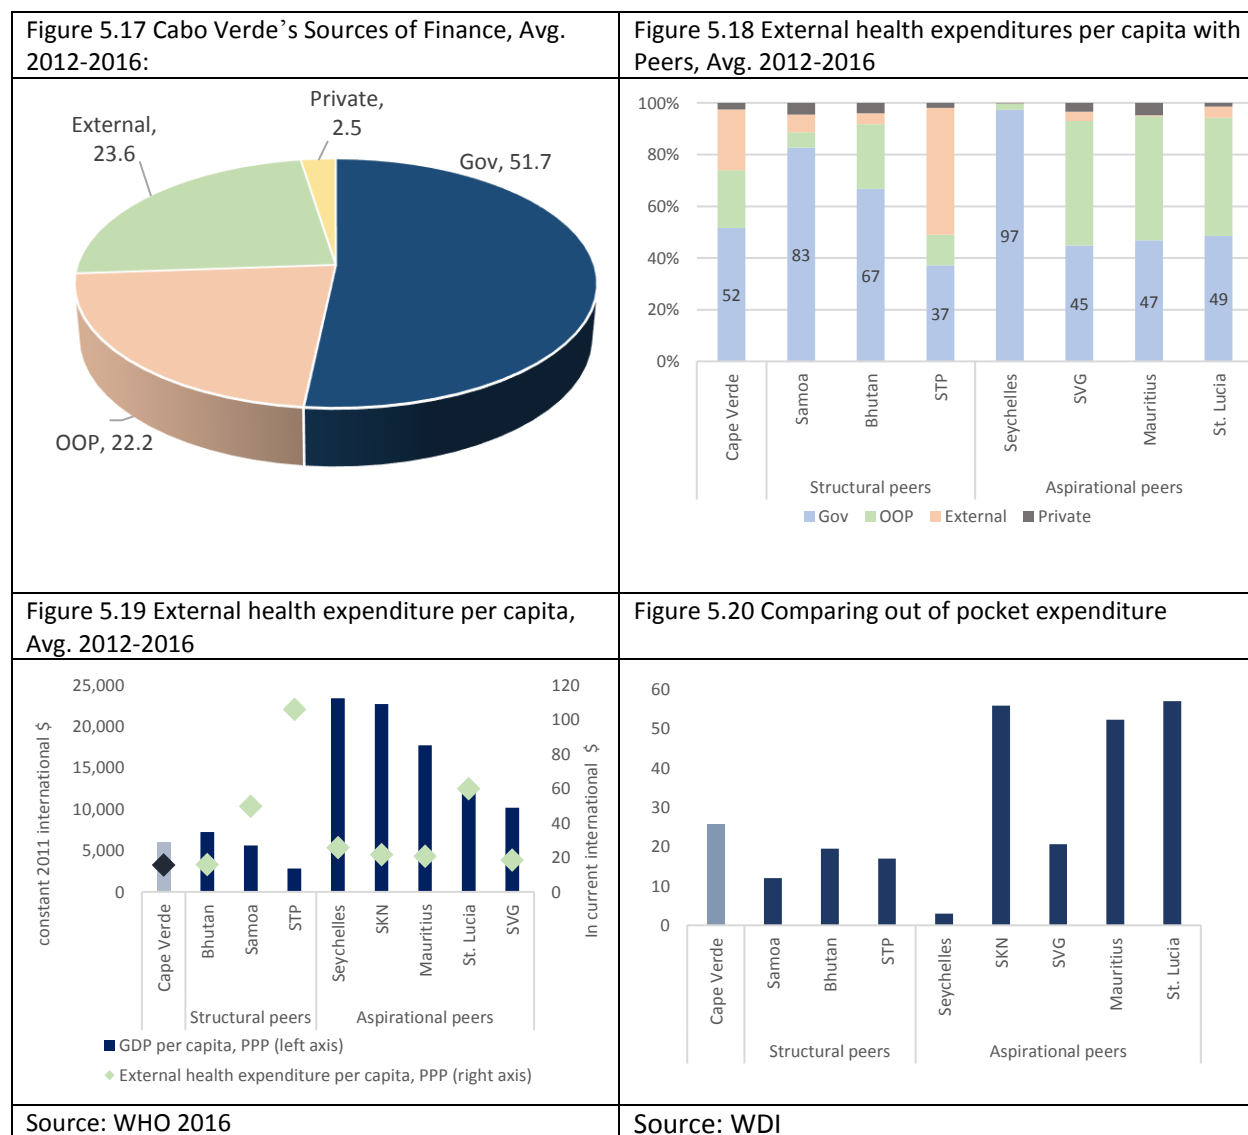 Figure 5.17 Cabo Verde's Sources of Finance, Avg.
2012-2016:
Private,
2.5
External,
23.6
Gov, 51.7
OOP, 22.2
Figure 5.18 External health expenditures per capita with
Peers, Avg. 2012-2016
100%
80%
60%
40%
20%
0%
52
83
67
37
97
45
47
49
Cape Verde
Samoa
Bhutan
STP
Seychelles
SVG
Mauritius
St. Lucia
Structural peers
Aspirational peers
Gov
OOP
External
Private
Figure 5.19 External health expenditure per capita,
Avg. 2012-2016
constant 2011 international $
25,000
20,000
15,000
10,000
5,000
0
120
100
80
60
40
20
0
In current international $
Cape Verde
Bhutan
Samoa
STP
Seychelles
SKN
Mauritius
St. Lucia
SVG
Structural peers
Aspirational peers
GDP per capita, PPP (left axis)
External health expenditure per capita, PPP (right axis)
Figure 5.20 Comparing out of pocket expenditure
60
50
40
30
20
10
0
Cape Verde
Samoa
Bhutan
STP
Seychelles
SKN
SVG
Mauritius
St. Lucia
Structural peers
Aspirational peers
Source: WHO 2016
Source: WDI